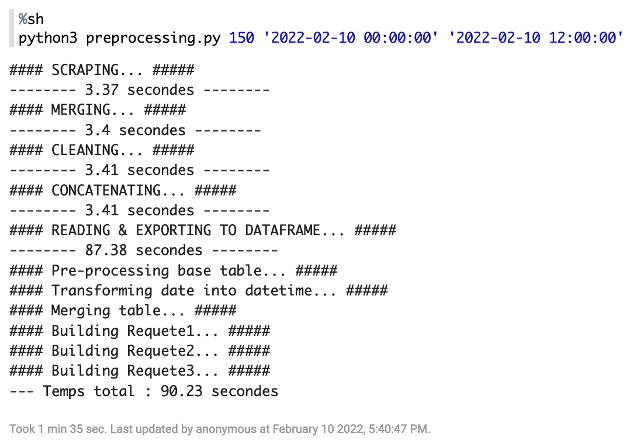 %sh
python3 preprocessing.py 150 '2022-02-10 00:00:00' '2022-02-10 12:00:00'
#### SCRAPING... #####
-------- 3.37 secondes --------
#### MERGING... #####
-------- 3.4 secondes --------
#### CLEANING... #####
-------- 3.41 secondes --------
#### CONCATENATING... #####
-------- 3.41 secondes --------
#### READING & EXPORTING TO DATAFRAME... #####
-------- 87.38 secondes --------
#### Pre-processing base table... #####
#### Transforming date into datetime... #####
#### Merging table... #####
#### Building Requete1... #####
#### Building Requete2... #####
#### Building Requete3... #####
--- Temps total : 90.23 secondes
Took 1 min 35 sec. Last updated by anonymous at February 10 2022, 5:40:47 PM.